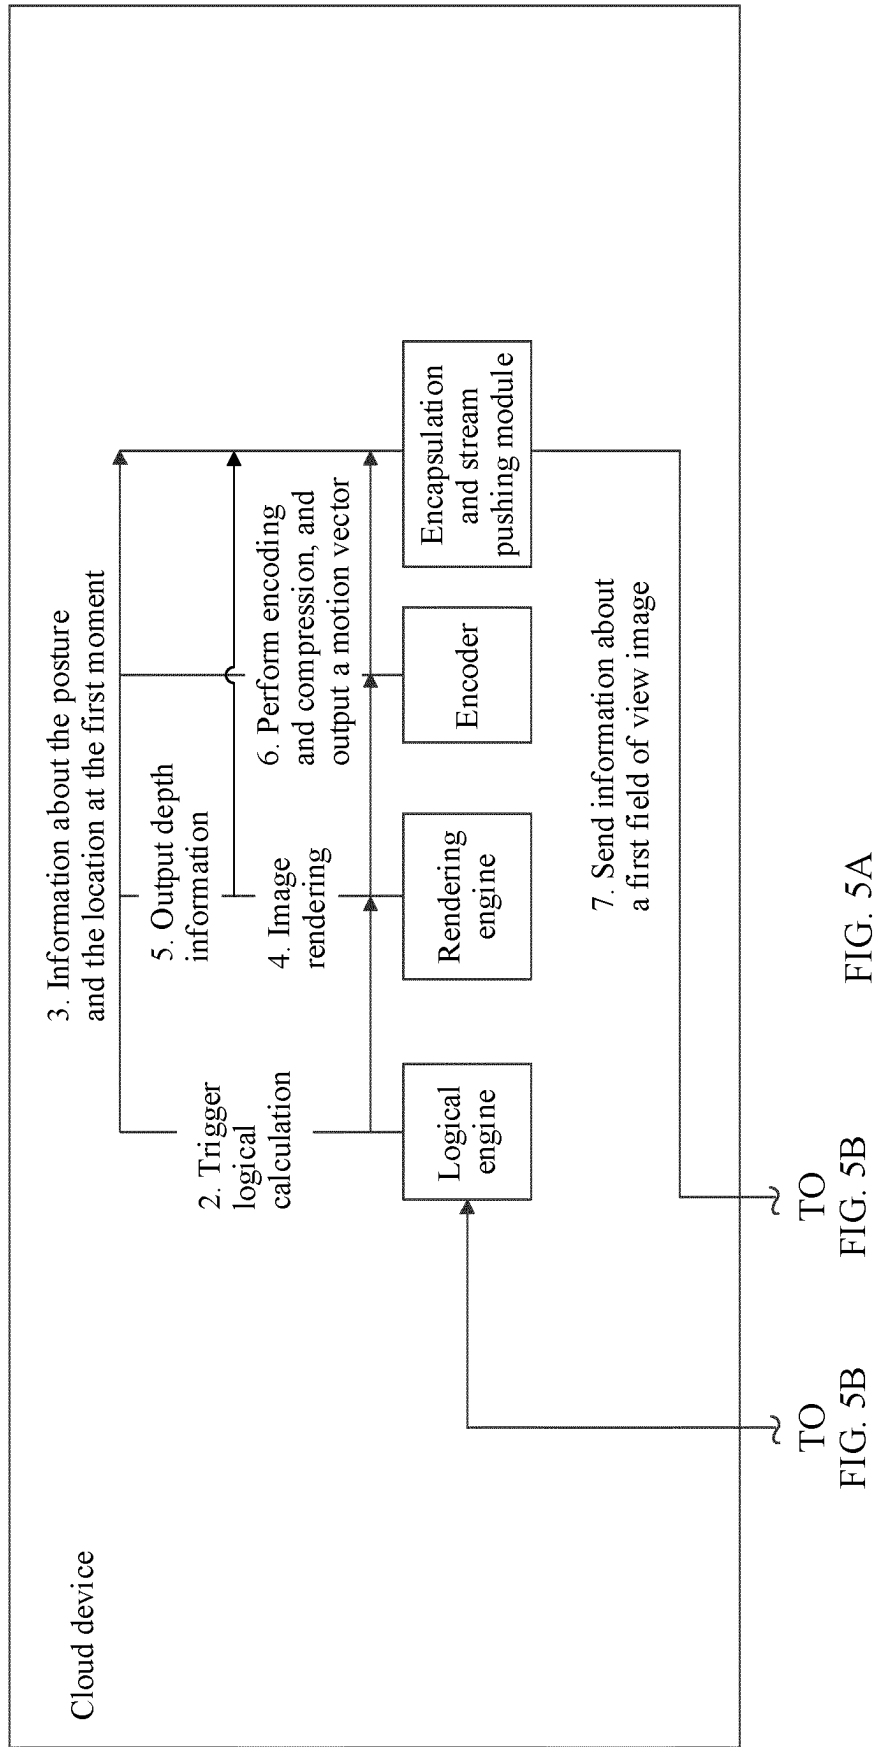 Cloud device
3. Information about the posture
and the location at the first moment
5. Output depth
information
2. Trigger
logical
calculation
4. Image
rendering
6. Perform encoding
and compression, and
output a motion vector
Logical
engine
Rendering
engine
Encoder
Encapsulation
and stream
pushing module
7. Send information about
a first field of view image
TO
FIG. 5B
TO
FIG. 5B
FIG. 5A